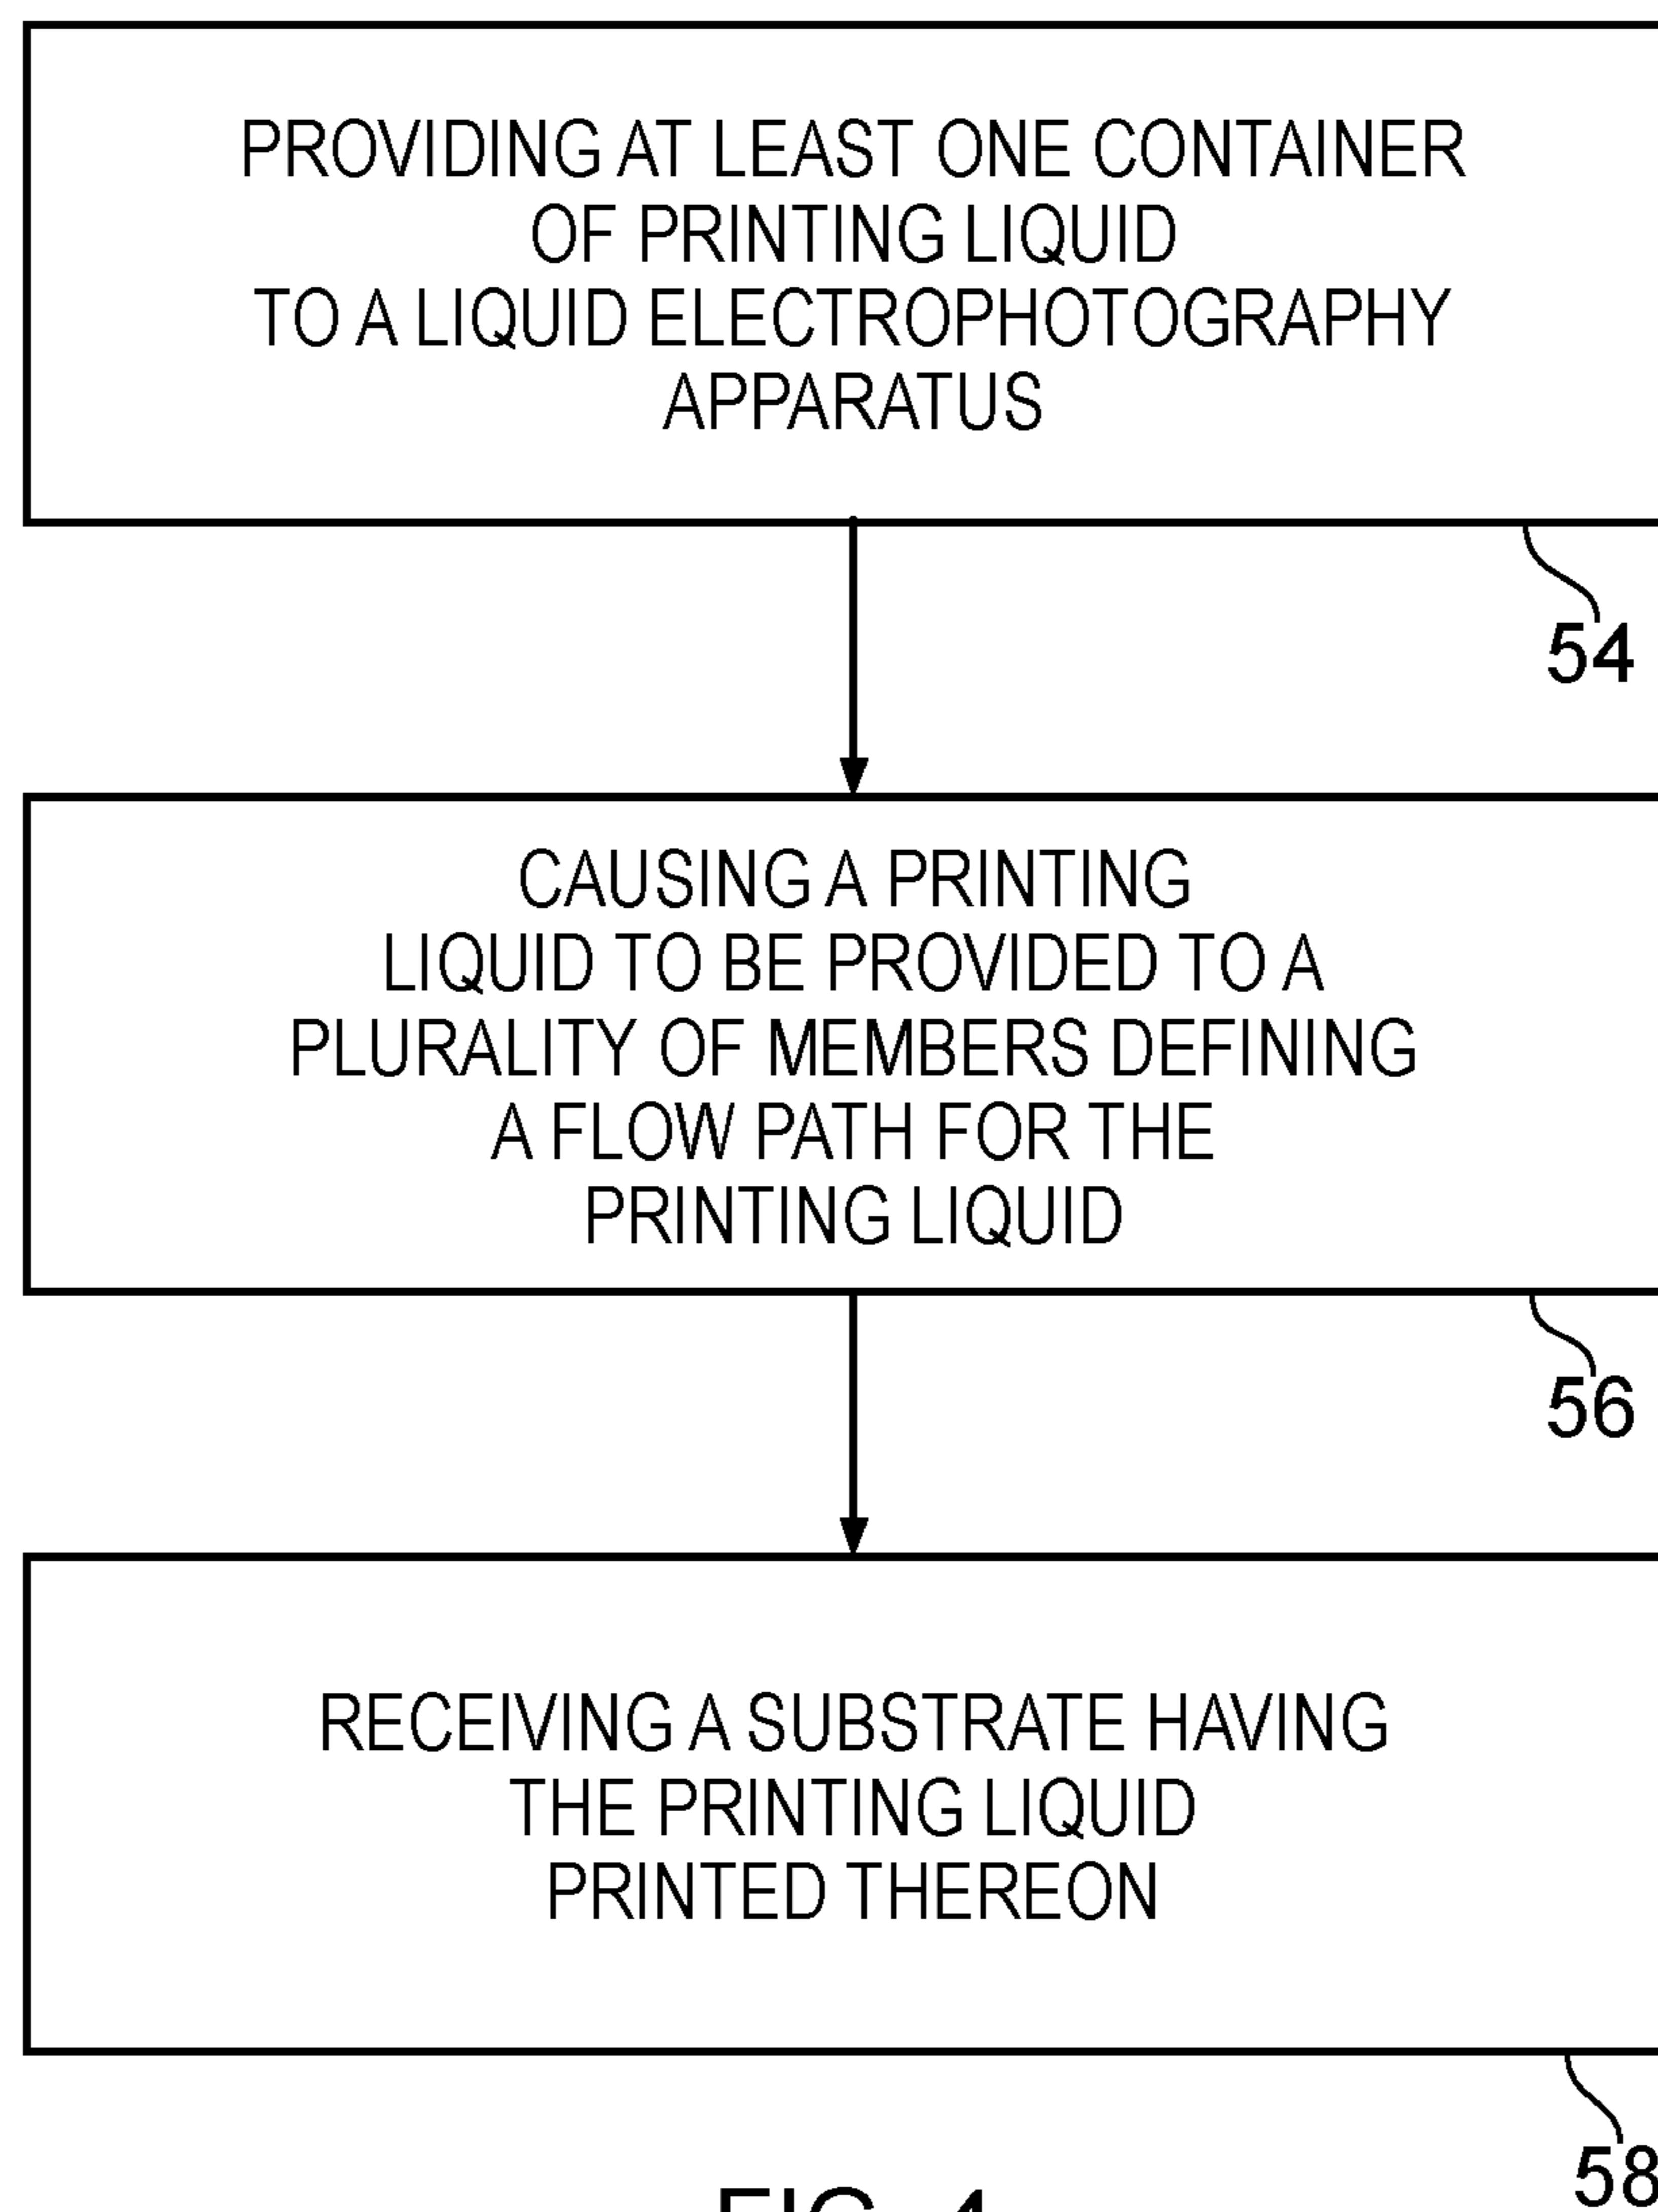 PROVIDING AT LEAST ONE CONTAINER
OF PRINTING LIQUID
TO A LIQUID ELECTROPHOTOGRAPHY
APPARATUS
54
CAUSING A PRINTING
LIQUID TO BE PROVIDED TO A
PLURALITY OF MEMBERS DEFINING
A FLOW PATH FOR THE
PRINTING LIQUID
56
RECEIVING A SUBSTRATE HAVING
THE PRINTING LIQUID
PRINTED THEREON
58